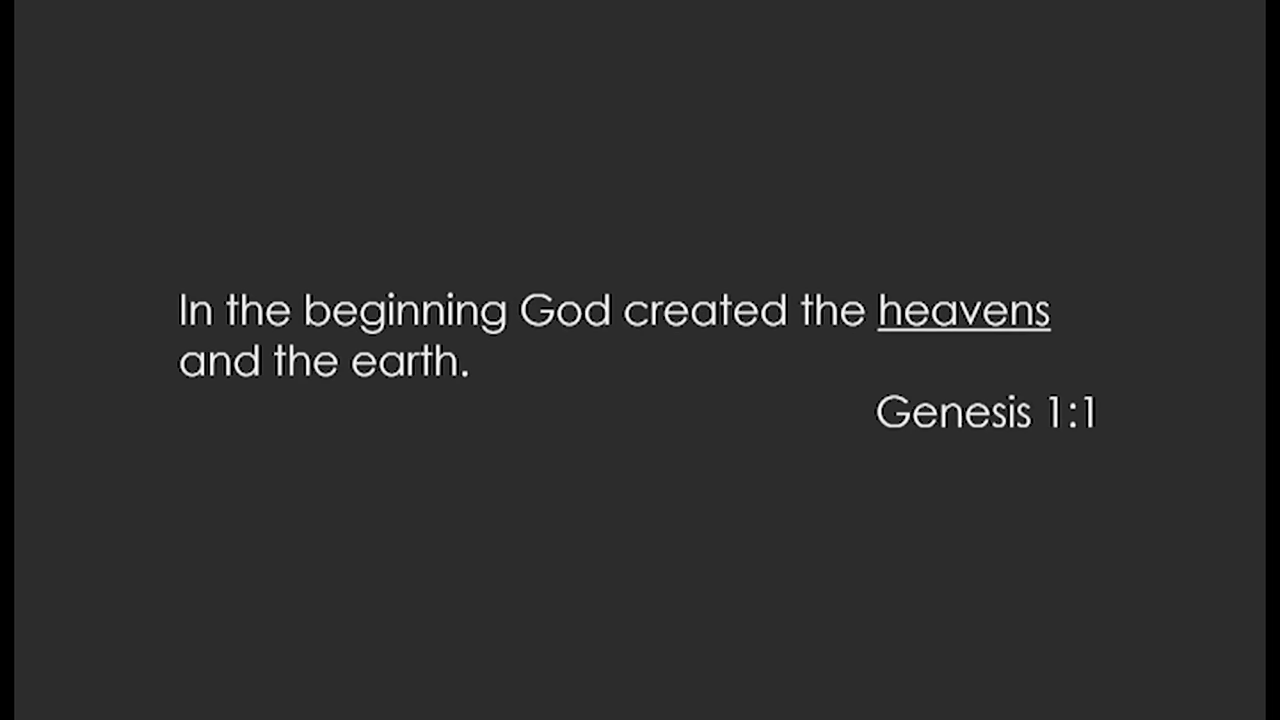 In the beginning God created the heavens
and the earth.
Genesis 1:1